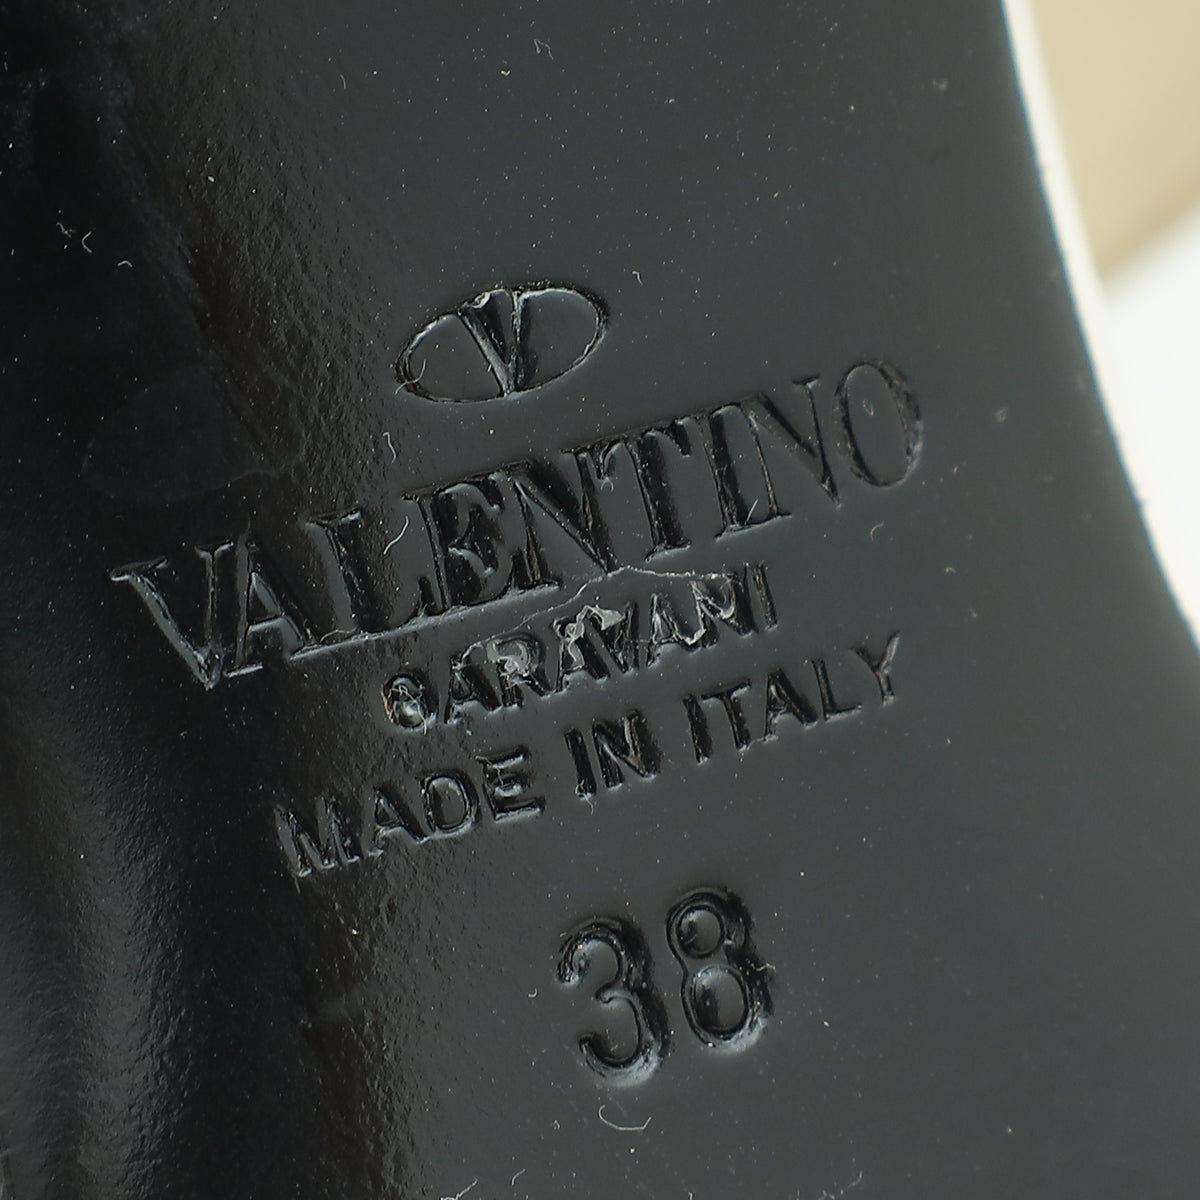 V
VALENTINO
GARAVANI
MADE IN ITALY
38